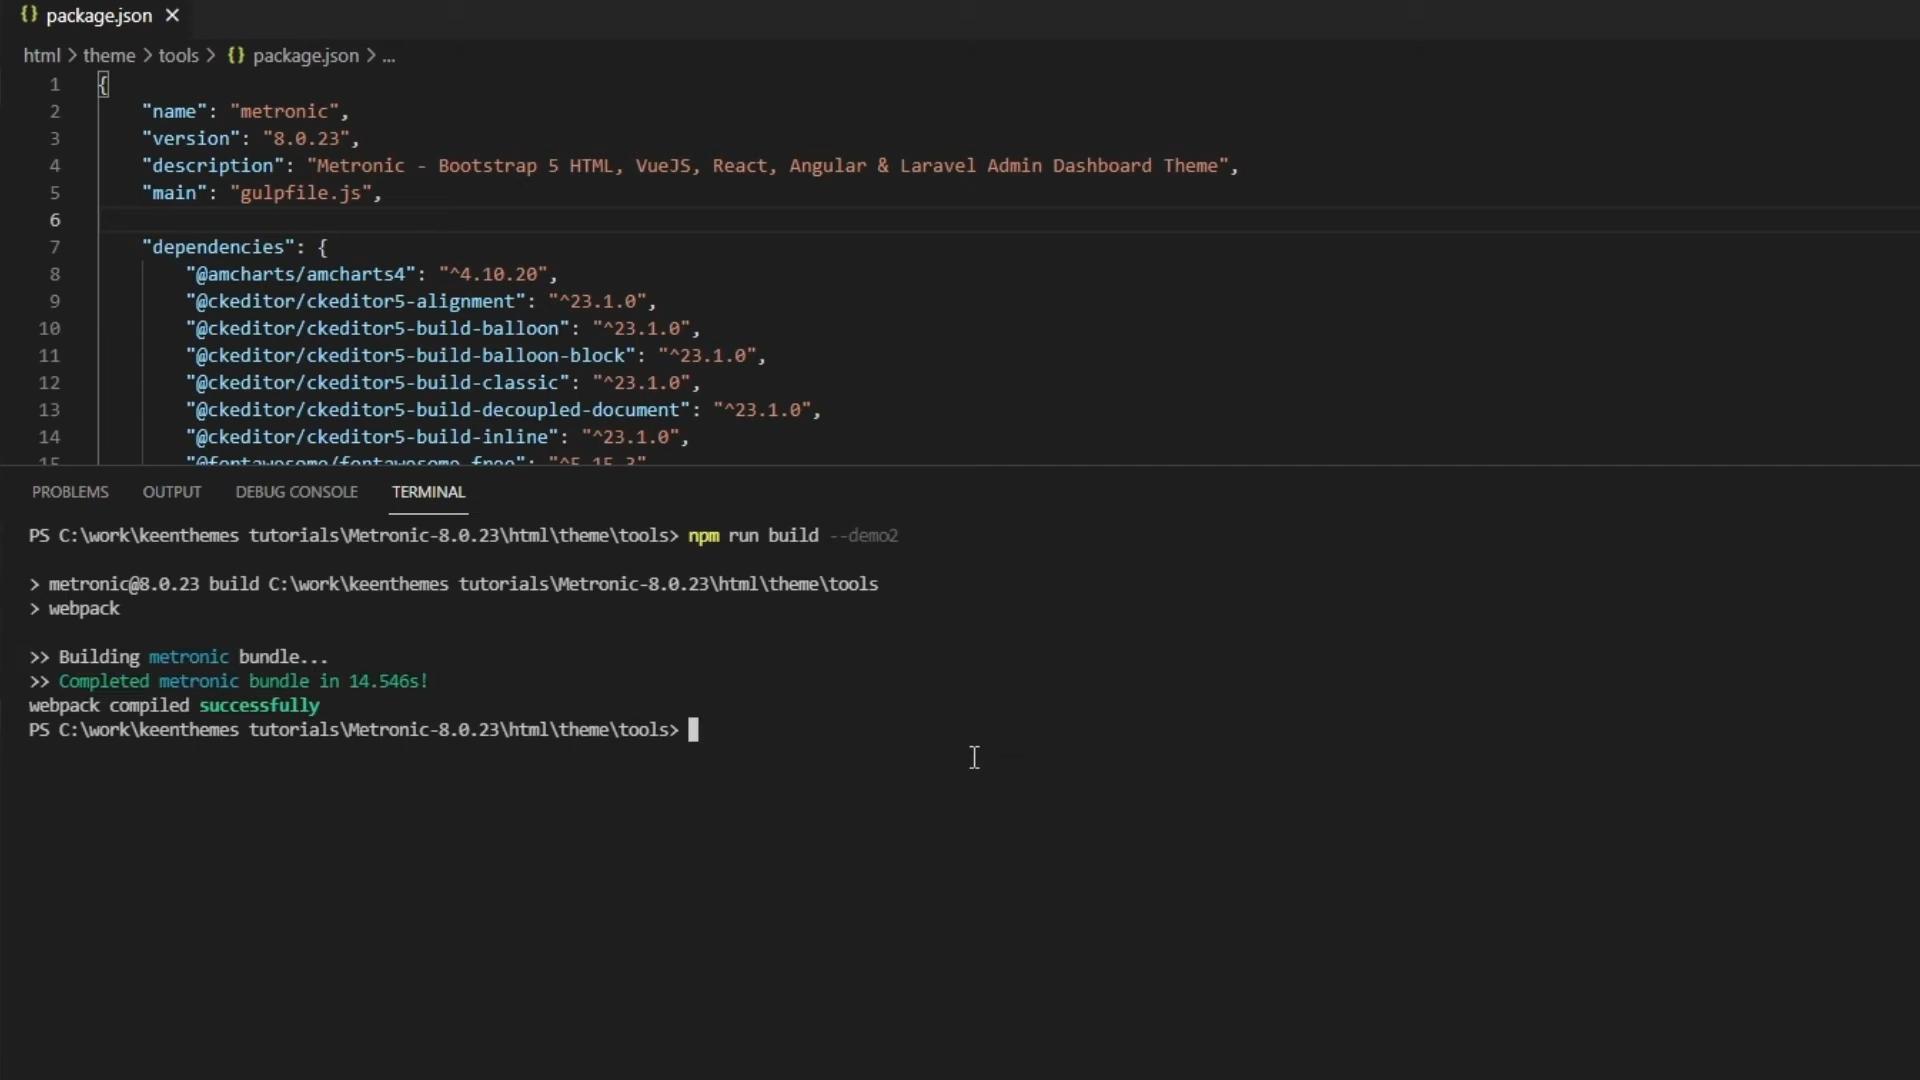 {} package.json ×
html > theme > tools > {} package.json > ...
1 {
2 "name": "metronic",
3 "version": "8.0.23",
4 "description": "Metronic - Bootstrap 5 HTML, VueJS, React, Angular & Laravel Admin Dashboard Theme",
5 "main": "gulpfile.js",
6
7 "dependencies": {
8 "@amcharts/amcharts4": "^4.10.20",
9 "@ckeditor/ckeditor5-alignment": "^23.1.0",
10 "@ckeditor/ckeditor5-build-balloon": "^23.1.0",
11 "@ckeditor/ckeditor5-build-balloon-block": "^23.1.0",
12 "@ckeditor/ckeditor5-build-classic": "^23.1.0",
13 "@ckeditor/ckeditor5-build-decoupled-document": "^23.1.0",
14 "@ckeditor/ckeditor5-build-inline": "^23.1.0",
15 "@fontawesome/fontawesome-free": "^5.15.3"
PROBLEMS OUTPUT DEBUG CONSOLE TERMINAL
PS C:\work\keenthemes tutorials\Metronic-8.0.23\html\theme\tools> npm run build --demo2
> metronic@8.0.23 build C:\work\keenthemes tutorials\Metronic-8.0.23\html\theme\tools
> webpack
>> Building metronic bundle...
>> Completed metronic bundle in 14.546s!
webpack compiled successfully
PS C:\work\keenthemes tutorials\Metronic-8.0.23\html\theme\tools>